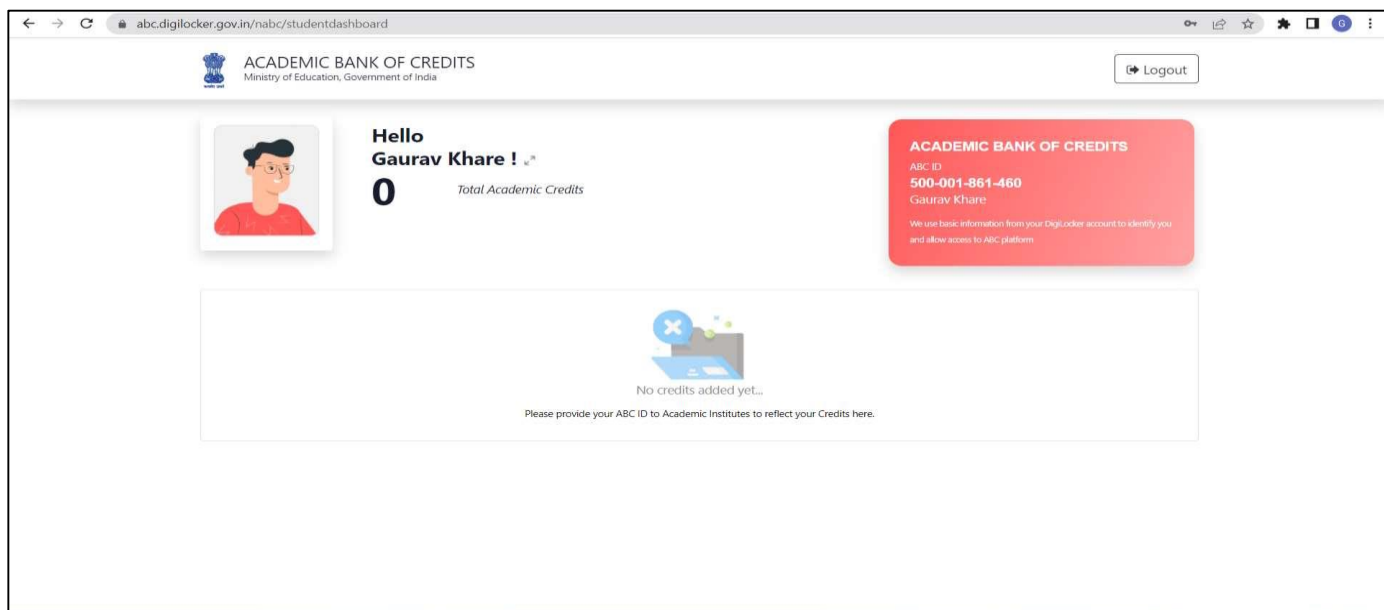 abc.digilocker.gov.in/nabc/studentdashboard
G
ACADEMIC BANK OF CREDITS
Ministry of Education, Government of India
Logout
Hello
Gaurav Khare !
0 Total Academic Credits
ACADEMIC BANK OF CREDITS
ABC ID
500-001-861-460
Gaurav Khare
We use basic information from your DigiLocker account to identify you
and allow access to ABC platform
No credits added yet...
Please provide your ABC ID to Academic Institutes to reflect your Credits here.